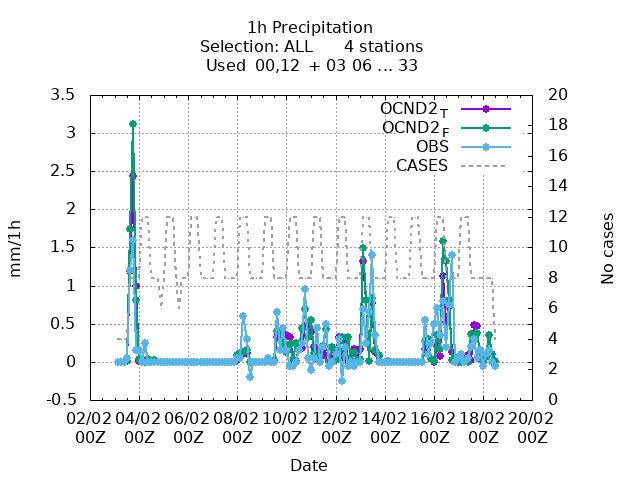 1h Precipitation
Selection: ALL 4 stations
Used 00,12 + 03 06 ... 33
mm/1h
3.5
3
2.5
2
1.5
1
0.5
0
-0.5
OCND2T
OCND2F
OBS
CASES
20
18
16
14
12
10
8
6
4
2
0
No cases
02/02 04/02 06/02 08/02 10/02 12/02 14/02 16/02 18/02 20/02
00Z 00Z 00Z 00Z 00Z 00Z 00Z 00Z 00Z 00Z
Date